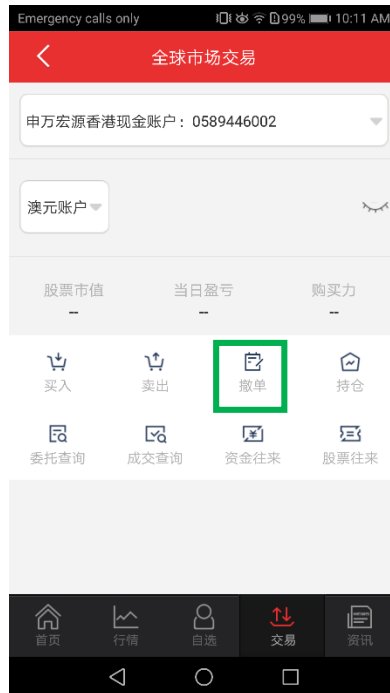 Emergency calls only 99% 10:11 AM
全球市场交易
申万宏源香港现金账户：0589446002
澳元账户
股票市值 当日盈亏 购买力
-- -- --
买入 卖出 撤单 持仓
委托查询 成交查询 资金往来 股票往来
首页 行情 自选 交易 资讯